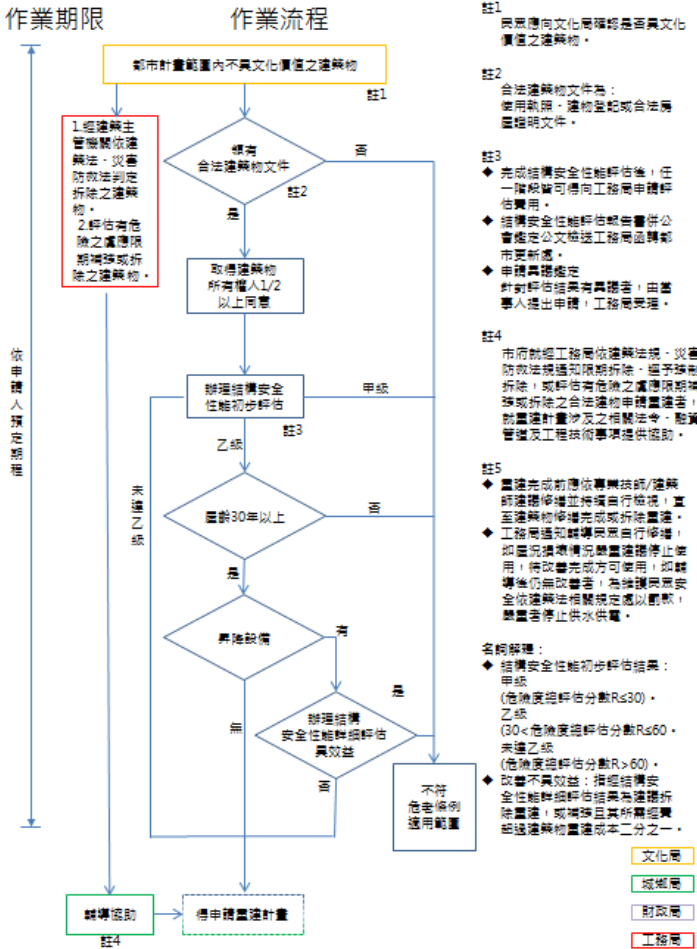 作業期限
作業流程
都市計畫範圍內不具文化價值之建築物
註1
1.經建築主
管機關依建
築法、災害
防救法判定
拆除之建築
物。
2.評估有危
險之虞應限
期補強或拆
除之建築物。
領有
合法建築物文件
註2
否
是
取得建築物
所有權人1/2
以上同意
辦理結構安全
性能初步評估
註3
甲級
乙級
未達乙級
屋齡30年以上
否
是
昇降設備
有
無
辦理結構
安全性能詳細評估
具效益
是
否
不符
危老條例
適用範圍
依申請人預定期程
輔導協助
註4
得申請重建計畫
註1
民眾應向文化局確認是否具文化
價值之建築物。
註2
合法建築物文件為：
使用執照、建物登記或合法房
屋證明文件。
註3
◆ 完成結構安全性能評估後，任
一階段皆可得向工務局申請評
估費用。
◆ 結構安全性能評估報告書併公
會鑑定公文檢送工務局函轉都
市更新處。
◆ 申請異議鑑定
針對評估結果有異議者，由當
事人提出申請，工務局受理。
註4
市府就經工務局依建築法規、災害
防救法規通知限期拆除、逕予強制
拆除，或評估有危險之虞應限期補
強或拆除之合法建物申請重建者，
就重建計畫涉及之相關法令、融資
管道及工程技術事項提供協助。
註5
◆ 重建完成前應依專業技師/建築
師建議修繕並持續自行檢視，直
至建築物修繕完成或拆除重建。
◆ 工務局通知輔導民眾自行修繕，
如屋況損壞情況嚴重建議停止使
用，待改善完成方可使用，如輔
導後仍無改善者，為維護民眾安
全依建築法相關規定處以罰款，
嚴重者停止供水供電。
名詞解釋：
◆ 結構安全性能初步評估結果：
甲級
(危險度總評估分數R≤30)。
乙級
(30<危險度總評估分數R≤60。
未達乙級
(危險度總評估分數R>60)。
◆ 改善不具效益：指經結構安
全性能詳細評估結果為建議拆
除重建，或補強且其所需經費
超過建築物重建成本二分之一。
文化局
城鄉局
財政局
工務局